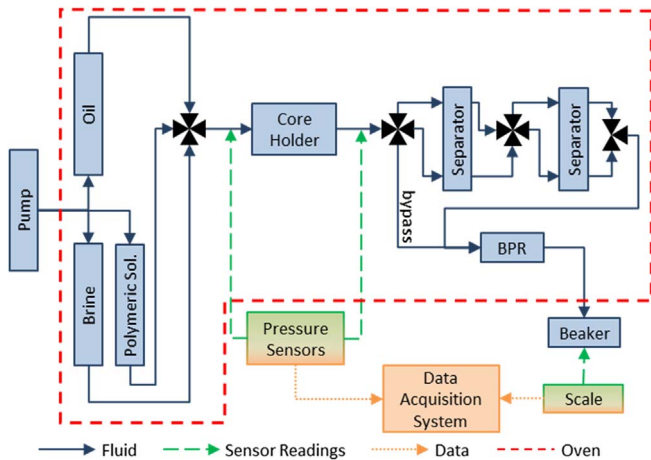 Oil
Pump
Brine
Polymeric Sol.
Core
Holder
Separator
Separator
bypass
BPR
Pressure
Sensors
Beaker
Data
Acquisition
System
Scale
Fluid
Sensor Readings
Data
Oven